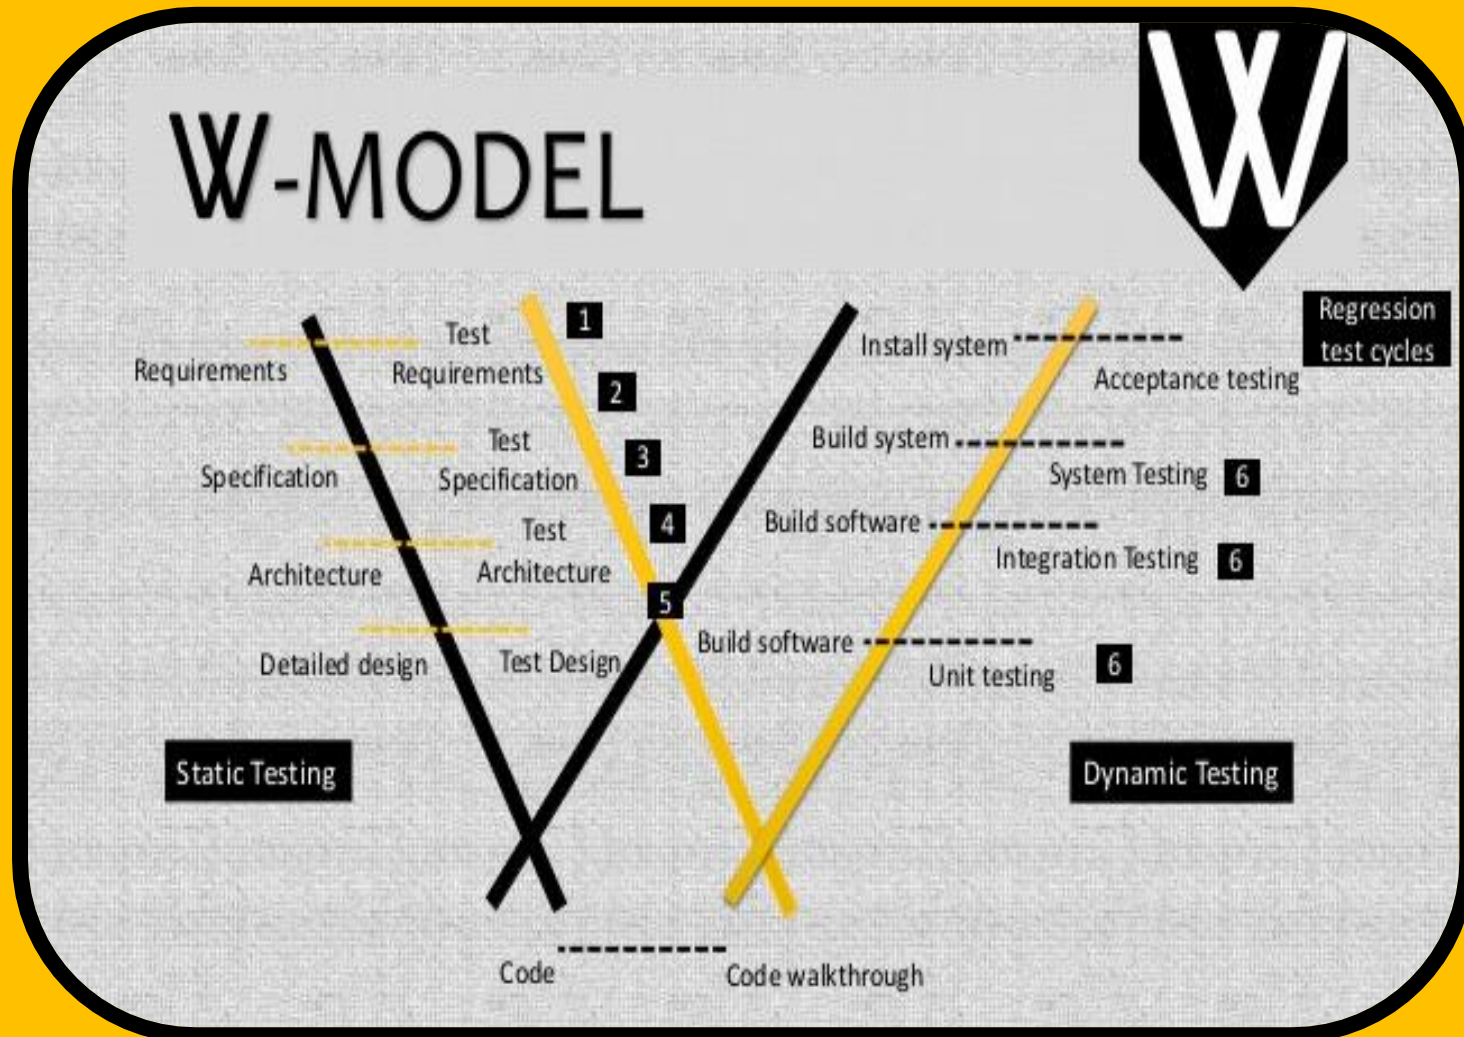 W-MODEL
W
Regression
test cycles
Requirements
Test
Requirements
1
2
Specification
Test
Specification
3
4
Architecture
Test
Architecture
5
Detailed design
Test Design
Install system
Acceptance testing
Build system
System Testing 6
Build software
Integration Testing 6
Build software
Unit testing 6
Static Testing
Dynamic Testing
Code
Code walkthrough